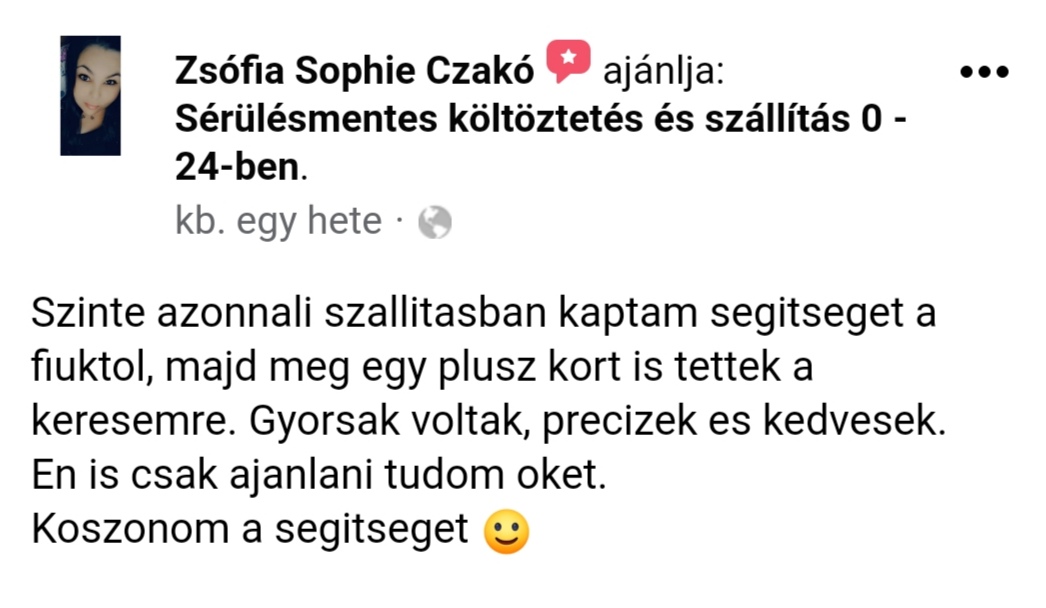 Zsófia Sophie Czakó ajánlja:
Sérülésmentes költöztetés és szállítás 0 -
24-ben.
kb. egy hete ·
Szinte azonnali szallitasban kaptam segitseget a
fiuktol, majd meg egy plusz kort is tettek a
keresemre. Gyorsak voltak, precizek es kedvesek.
En is csak ajanlani tudom oket.
Koszonom a segitseget 🙂